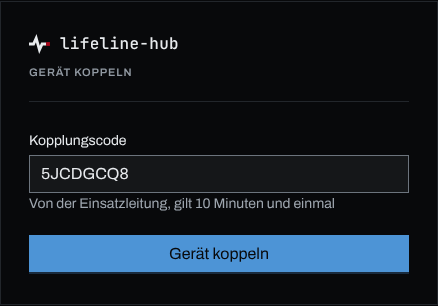 lifeline-hub
GERÄT KOPPELN
Kopplungscode
5JCDGCQ8
Von der Einsatzleitung, gilt 10 Minuten und einmal
Gerät koppeln